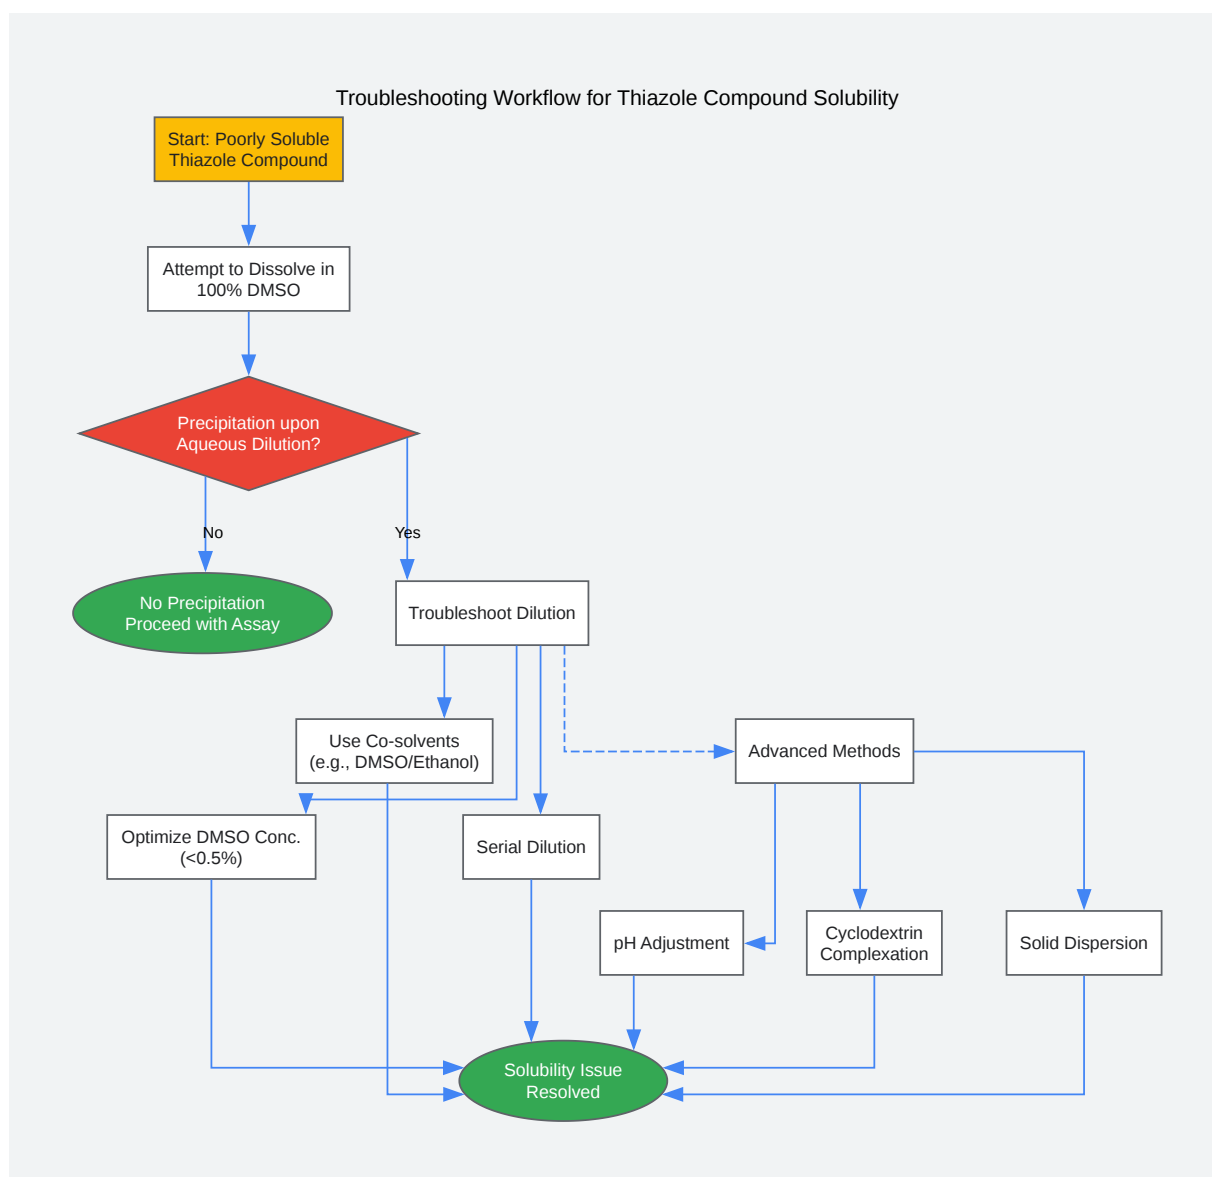 Troubleshooting Workflow for Thiazole Compound Solubility
Start: Poorly Soluble
Thiazole Compound
Attempt to Dissolve in
100% DMSO
Precipitation upon
Aqueous Dilution?
No
Yes
No Precipitation
Proceed with Assay
Troubleshoot Dilution
Use Co-solvents
(e.g., DMSO/Ethanol)
Advanced Methods
Optimize DMSO Conc.
(<0.5%)
Serial Dilution
pH Adjustment
Cyclodextrin
Complexation
Solid Dispersion
Solubility Issue
Resolved